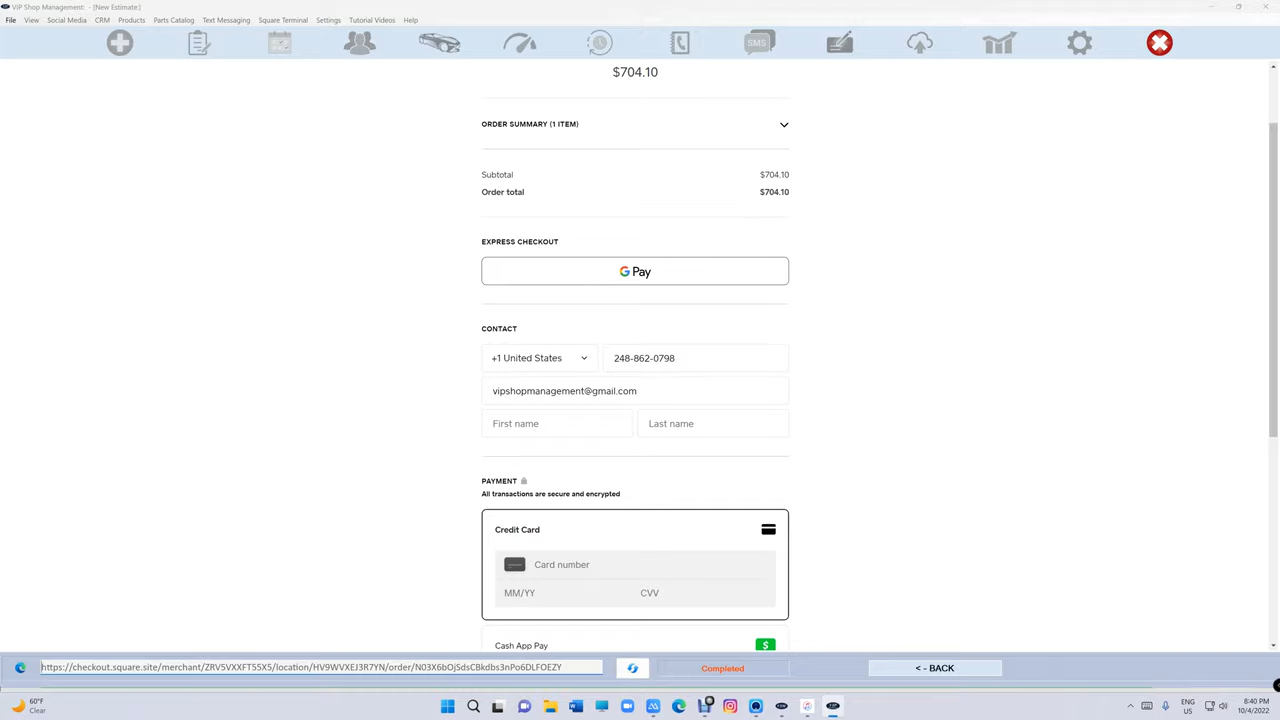 VIP Shop Management: - [New Estimate:]
File View Social Media CRM Products Parts Catalog Text Messaging Square Terminal Settings Tutorial Videos Help
SMS
$704.10
ORDER SUMMARY (1 ITEM)
Subtotal $704.10
Order total $704.10
EXPRESS CHECKOUT
G Pay
CONTACT
+1 United States 248-862-0798
vipshopmanagement@gmail.com
First name Last name
PAYMENT
All transactions are secure and encrypted
Credit Card
Card number
MM/YY CVV
Cash App Pay $
https://checkout.square.site/merchant/ZRV5VXXFT55X5/location/HV9WVXEJ3R7YN/order/N03X6bOjSdsCBkdbs3nPo6DLFOEZY Completed < - BACK
60°F
Clear
ENG
US
8:40 PM
10/4/2022